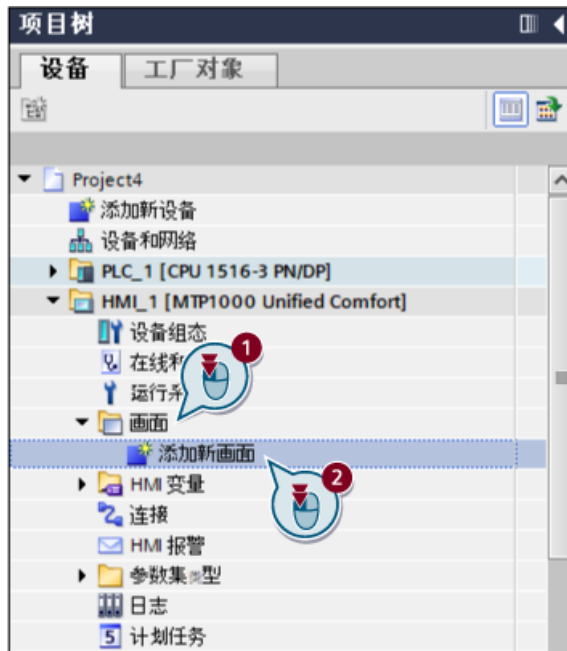 项目树
设备
工厂对象
Project4
添加新设备
设备和网络
PLC_1 [CPU 1516-3 PN/DP]
HMI_1 [MTP1000 Unified Comfort]
设备组态
在线和
1
运行系
画面
添加新画面
HMI 变量
2
连接
HMI 报警
参数集类型
日志
5 计划任务